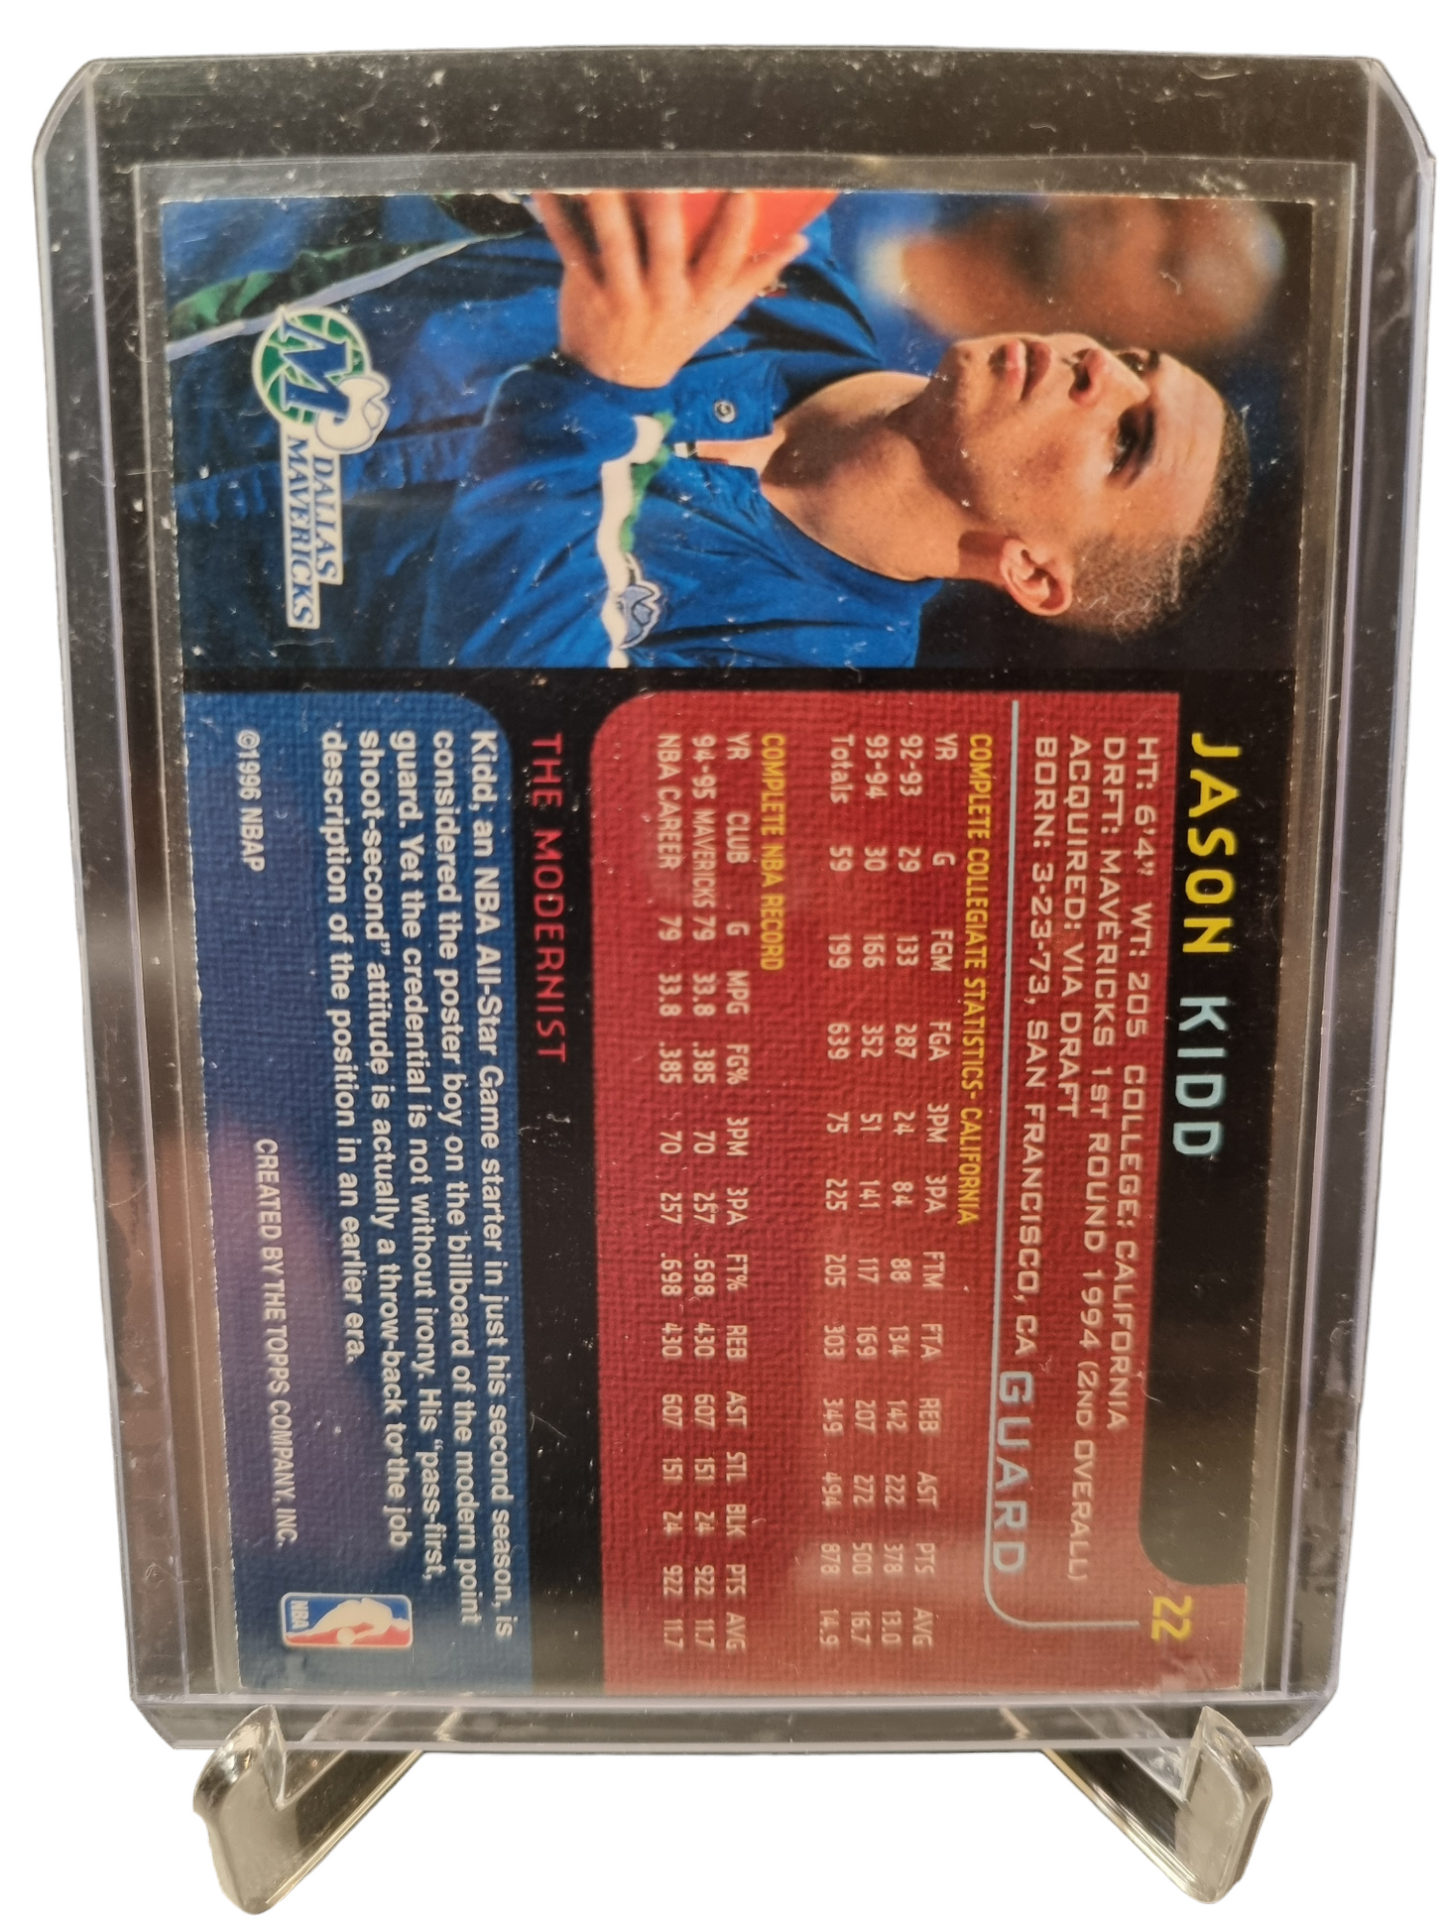 JASON KIDD
22
HT: 6'4" WT: 205 COLLEGE: CALIFORNIA
DRFT: MAVERICKS 1ST ROUND 1994 (2ND OVERALL)
ACQUIRED: VIA DRAFT
BORN: 3-23-73, SAN FRANCISCO, CA
GUARD
COMPLETE COLLEGIATE STATISTICS- CALIFORNIA
YR G FGM FGA 3PM 3PA FTM FTA REB AST PTS AVG
92-93 29 133 287 24 84 88 134 142 222 378 13.0
93-94 30 166 352 51 141 117 169 207 272 500 16.7
Totals 59 199 639 75 225 205 303 349 494 878 14.9
COMPLETE NBA RECORD
YR CLUB G MPG FG% 3PM 3PA FT% REB AST STL BLK PTS AVG
94-95 MAVERICKS 79 33.8 .385 70 257 .698 430 607 151 24 922 11.7
NBA CAREER 79 33.8 .385 70 257 .698 430 607 151 24 922 11.7
THE MODERNIST
Kidd, an NBA All-Star Game starter in just his second season, is
considered the poster boy on the billboard of the modern point
guard. Yet the credential is not without irony. His "pass-first,
shoot-second" attitude is actually a throw-back to the job
description of the position in an earlier era.
©1996 NBAP
CREATED BY THE TOPPS COMPANY, INC.
NBA
M
DALLAS
MAVERICKS